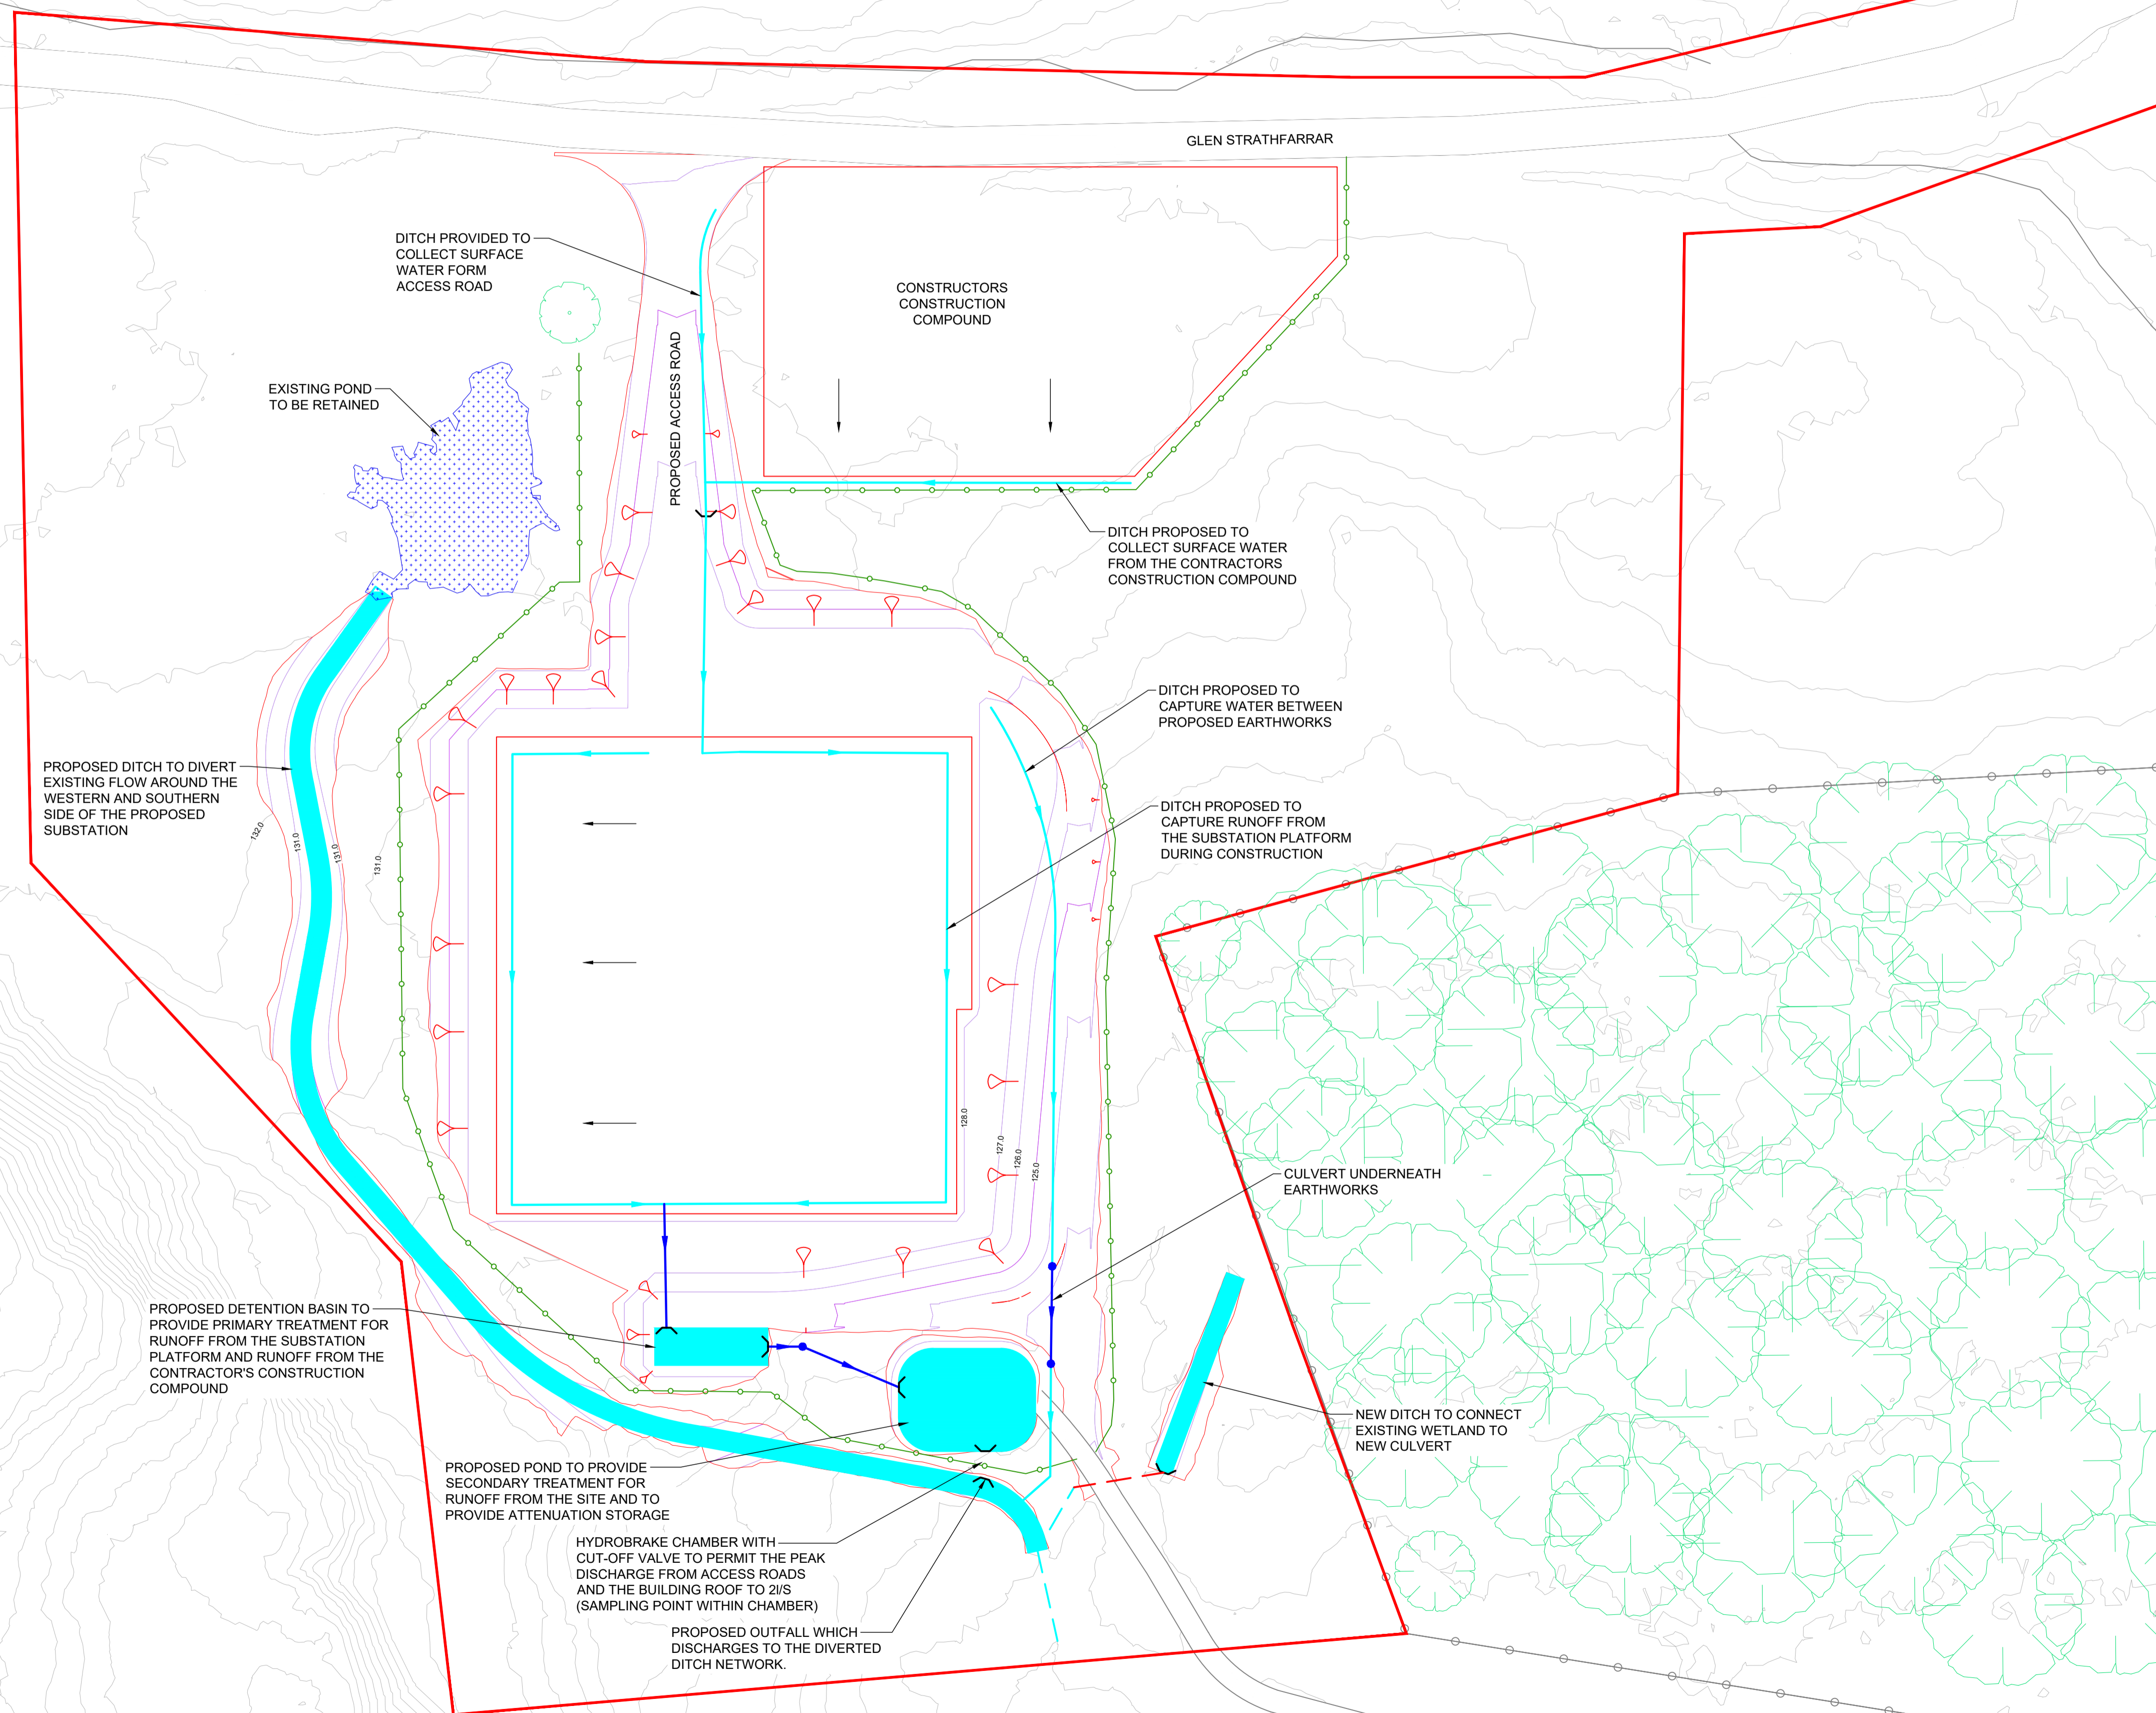 GLEN STRATHFARRAR
DITCH PROVIDED TO
COLLECT SURFACE
WATER FORM
ACCESS ROAD
CONSTRUCTORS
CONSTRUCTION
COMPOUND
PROPOSED ACCESS ROAD
EXISTING POND
TO BE RETAINED
DITCH PROPOSED TO
COLLECT SURFACE WATER
FROM THE CONTRACTORS
CONSTRUCTION COMPOUND
DITCH PROPOSED TO
CAPTURE WATER BETWEEN
PROPOSED EARTHWORKS
PROPOSED DITCH TO DIVERT
EXISTING FLOW AROUND THE
WESTERN AND SOUTHERN
SIDE OF THE PROPOSED
SUBSTATION
132.0
131.0
131.0
131.0
DITCH PROPOSED TO
CAPTURE RUNOFF FROM
THE SUBSTATION PLATFORM
DURING CONSTRUCTION
128.0
127.0
126.0
125.0
CULVERT UNDERNEATH
EARTHWORKS
PROPOSED DETENTION BASIN TO
PROVIDE PRIMARY TREATMENT FOR
RUNOFF FROM THE SUBSTATION
PLATFORM AND RUNOFF FROM THE
CONTRACTOR'S CONSTRUCTION
COMPOUND
NEW DITCH TO CONNECT
EXISTING WETLAND TO
NEW CULVERT
PROPOSED POND TO PROVIDE
SECONDARY TREATMENT FOR
RUNOFF FROM THE SITE AND TO
PROVIDE ATTENUATION STORAGE
HYDROBRAKE CHAMBER WITH
CUT-OFF VALVE TO PERMIT THE PEAK
DISCHARGE FROM ACCESS ROADS
AND THE BUILDING ROOF TO 2l/S
(SAMPLING POINT WITHIN CHAMBER)
PROPOSED OUTFALL WHICH
DISCHARGES TO THE DIVERTED
DITCH NETWORK.